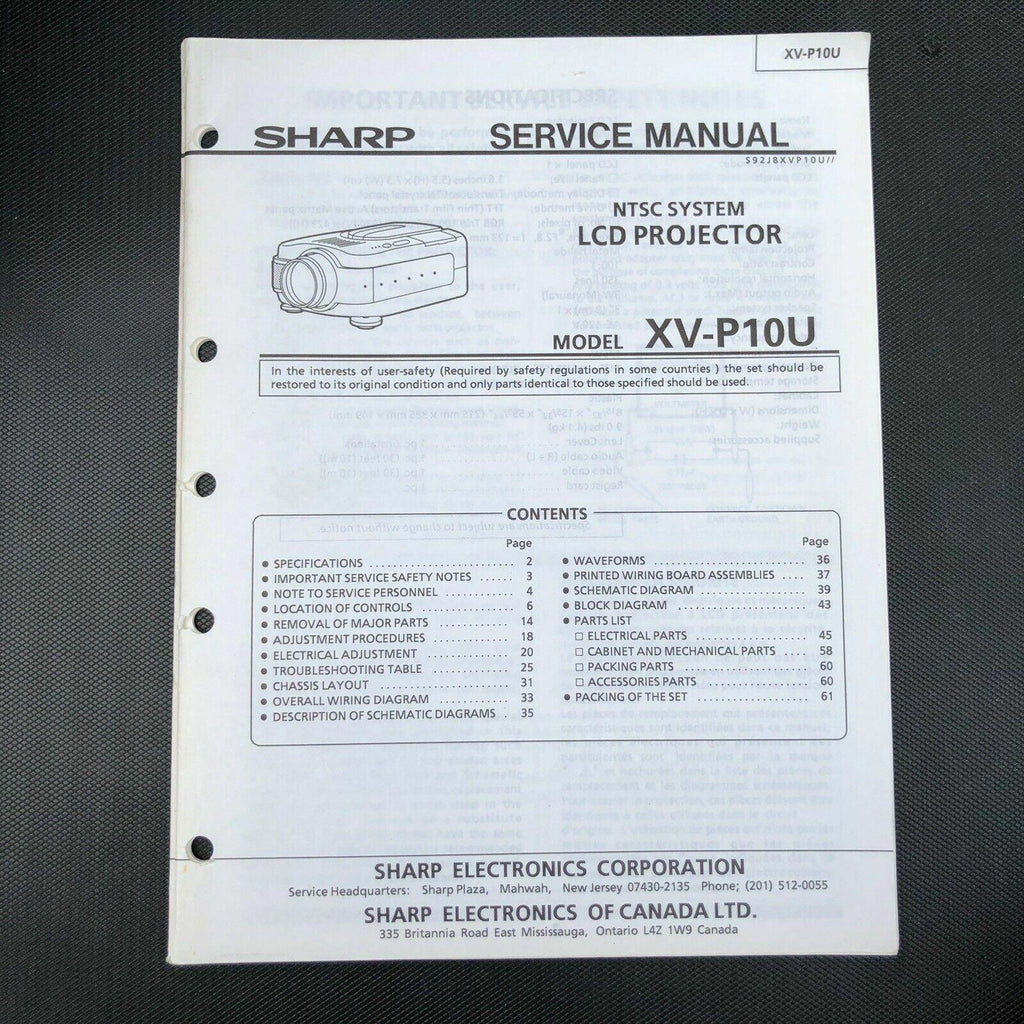 XV-P10U
SHARP SERVICE MANUAL
S92J8XVP10U//
NTSC SYSTEM
LCD PROJECTOR
MODEL XV-P10U
In the interests of user-safety (Required by safety regulations in some countries ) the set should be
restored to its original condition and only parts identical to those specified should be used.
CONTENTS
Page
● SPECIFICATIONS . . . . . . . . . . . . . . . . . . . . . 2
● IMPORTANT SERVICE SAFETY NOTES . . . . . . 3
● NOTE TO SERVICE PERSONNEL . . . . . . . . . . . 4
● LOCATION OF CONTROLS . . . . . . . . . . . . . . . 6
● REMOVAL OF MAJOR PARTS . . . . . . . . . . . . 14
● ADJUSTMENT PROCEDURES . . . . . . . . . . . . 18
● ELECTRICAL ADJUSTMENT . . . . . . . . . . . . . 20
● TROUBLESHOOTING TABLE . . . . . . . . . . . . . 25
● CHASSIS LAYOUT . . . . . . . . . . . . . . . . . . . 31
● OVERALL WIRING DIAGRAM . . . . . . . . . . . . 33
● DESCRIPTION OF SCHEMATIC DIAGRAMS . 35
Page
● WAVEFORMS . . . . . . . . . . . . . . . . . . . . . . 36
● PRINTED WIRING BOARD ASSEMBLIES . . . . 37
● SCHEMATIC DIAGRAM . . . . . . . . . . . . . . . . 39
● BLOCK DIAGRAM . . . . . . . . . . . . . . . . . . . 43
● PARTS LIST
□ ELECTRICAL PARTS . . . . . . . . . . . . . . . . . 45
□ CABINET AND MECHANICAL PARTS . . . . 58
□ PACKING PARTS . . . . . . . . . . . . . . . . . . . 60
□ ACCESSORIES PARTS . . . . . . . . . . . . . . . . 60
● PACKING OF THE SET . . . . . . . . . . . . . . . . 61
SHARP ELECTRONICS CORPORATION
Service Headquarters: Sharp Plaza, Mahwah, New Jersey 07430-2135 Phone; (201) 512-0055
SHARP ELECTRONICS OF CANADA LTD.
335 Britannia Road East Mississauga, Ontario L4Z 1W9 Canada